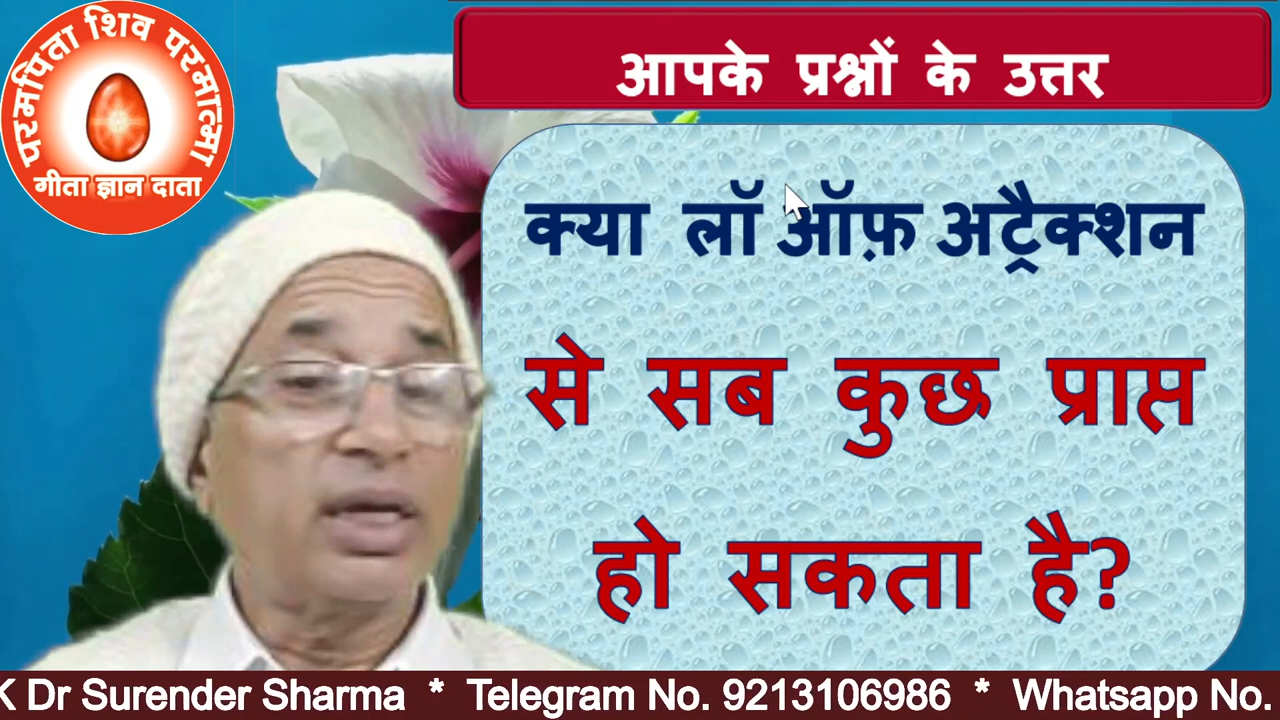 परमपिता शिव परमात्मा
गीता ज्ञान दाता
आपके प्रश्नों के उत्तर
क्या लॉ ऑफ़ अट्रैक्शन
से सब कुछ प्राप्त
हो सकता है?
K Dr Surender Sharma * Telegram No. 9213106986 * Whatsapp No.